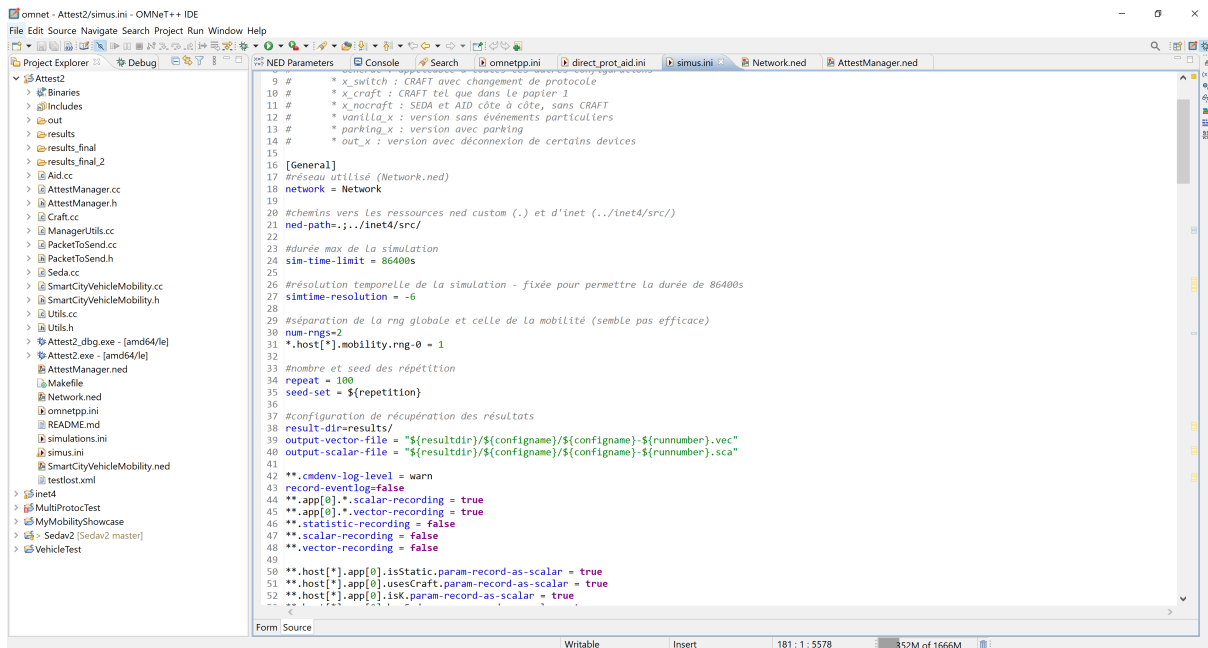 omnet - Attest2/simus.ini - OMNeT++ IDE
File Edit Source Navigate Search Project Run Window Help
Project Explorer
Debug
NED Parameters
Console
Search
omnetpp.ini
direct_prot_aid.ini
simus.ini
Network.ned
AttestManager.ned
Attest2
Binaries
Includes
out
results
results_final
results_final_2
Aid.cc
AttestManager.cc
AttestManager.h
Craft.cc
ManagerUtils.cc
PacketToSend.cc
PacketToSend.h
Seda.cc
SmartCityVehicleMobility.cc
SmartCityVehicleMobility.h
Utils.cc
Utils.h
Attest2_dbg.exe - [amd64/le]
Attest2.exe - [amd64/le]
AttestManager.ned
Makefile
Network.ned
omnetpp.ini
README.md
simulations.ini
simus.ini
SmartCityVehicleMobility.ned
testlost.xml
inet4
MultiProtocTest
MyMobilityShowcase
> Sedav2 [Sedav2 master]
VehicleTest
9 # * x_switch : CRAFT avec changement de protocole
10 # * x_craft : CRAFT tel que dans le papier 1
11 # * x_nocraft : SEDA et AID côte à côte, sans CRAFT
12 # * vanilla_x : version sans événements particuliers
13 # * parking_x : version avec parking
14 # * out_x : version avec déconnexion de certains devices
15
16 [General]
17 #réseau utilisé (Network.ned)
18 network = Network
19
20 #chemins vers les ressources ned custom (.) et d'inet (../inet4/src/)
21 ned-path=.;../inet4/src/
22
23 #durée max de la simulation
24 sim-time-limit = 86400s
25
26 #résolution temporelle de la simulation - fixée pour permettre la durée de 86400s
27 simtime-resolution = -6
28
29 #séparation de la rng globale et celle de la mobilité (semble pas efficace)
30 num-rngs=2
31 *.host[*].mobility.rng-0 = 1
32
33 #nombre et seed des répétition
34 repeat = 100
35 seed-set = ${repetition}
36
37 #configuration de récupération des résultats
38 result-dir=results/
39 output-vector-file = "${resultdir}/${configname}/${configname}-${runnumber}.vec"
40 output-scalar-file = "${resultdir}/${configname}/${configname}-${runnumber}.sca"
41
42 **.cmdenv-log-level = warn
43 record-eventlog=false
44 **.app[0].*.scalar-recording = true
45 **.app[0].*.vector-recording = true
46 **.statistic-recording = false
47 **.scalar-recording = false
48 **.vector-recording = false
49
50 **.host[*].app[0].isStatic.param-record-as-scalar = true
51 **.host[*].app[0].usesCraft.param-record-as-scalar = true
52 **.host[*].app[0].isK.param-record-as-scalar = true
Form Source
Writable
Insert
181 : 1 : 5578
352M of 1666M